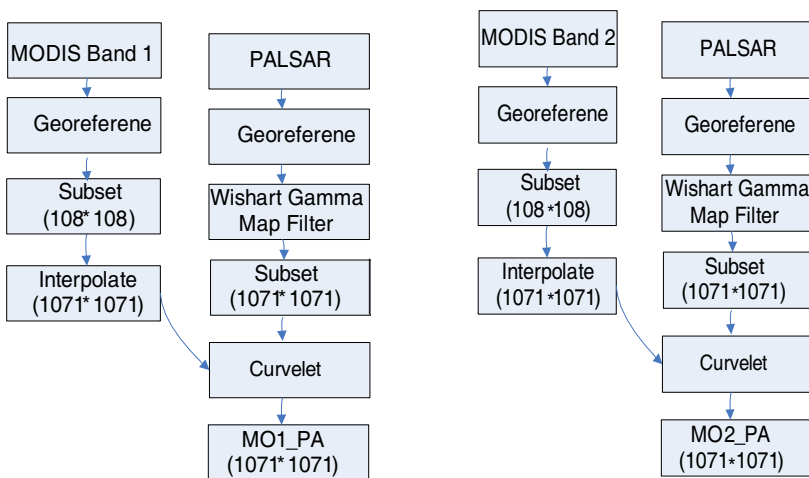 MODIS Band 1
Georeferene
Subset
(108* 108)
Interpolate
(1071* 1071)
PALSAR
Georeferene
Wishart Gamma
Map Filter
Subset
(1071* 1071)
Curvelet
MO1_PA
(1071* 1071)
MODIS Band 2
Georeferene
Subset
(108 *108)
Interpolate
(1071 *1071)
PALSAR
Georeferene
Wishart Gamma
Map Filter
Subset
(1071 *1071)
Curvelet
MO2_PA
(1071 *1071)